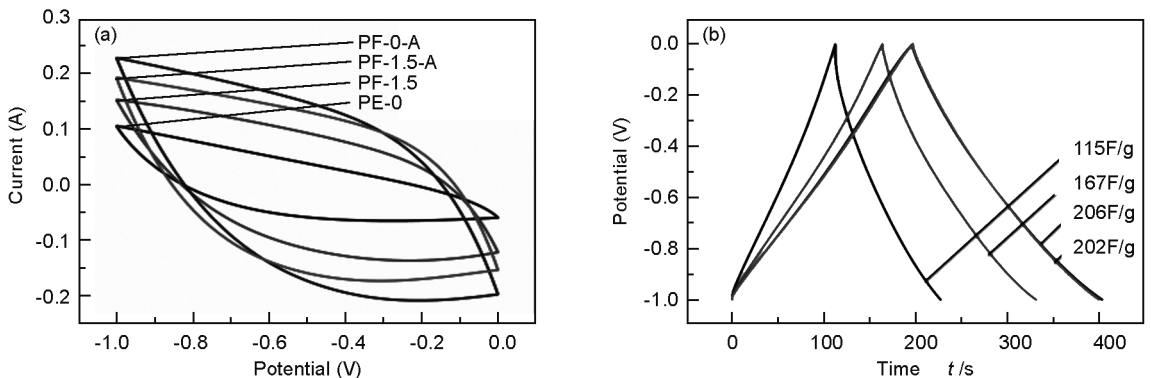 (a)
0.3
0.2
0.1
0.0
-0.1
-0.2
Current (A)
PF-0-A
PF-1.5-A
PF-1.5
PE-0
-1.0 -0.8 -0.6 -0.4 -0.2 0.0
Potential (V)
(b)
0.0
-0.2
-0.4
-0.6
-0.8
-1.0
Potential (V)
115F/g
167F/g
206F/g
202F/g
0 100 200 300 400
Time t /s